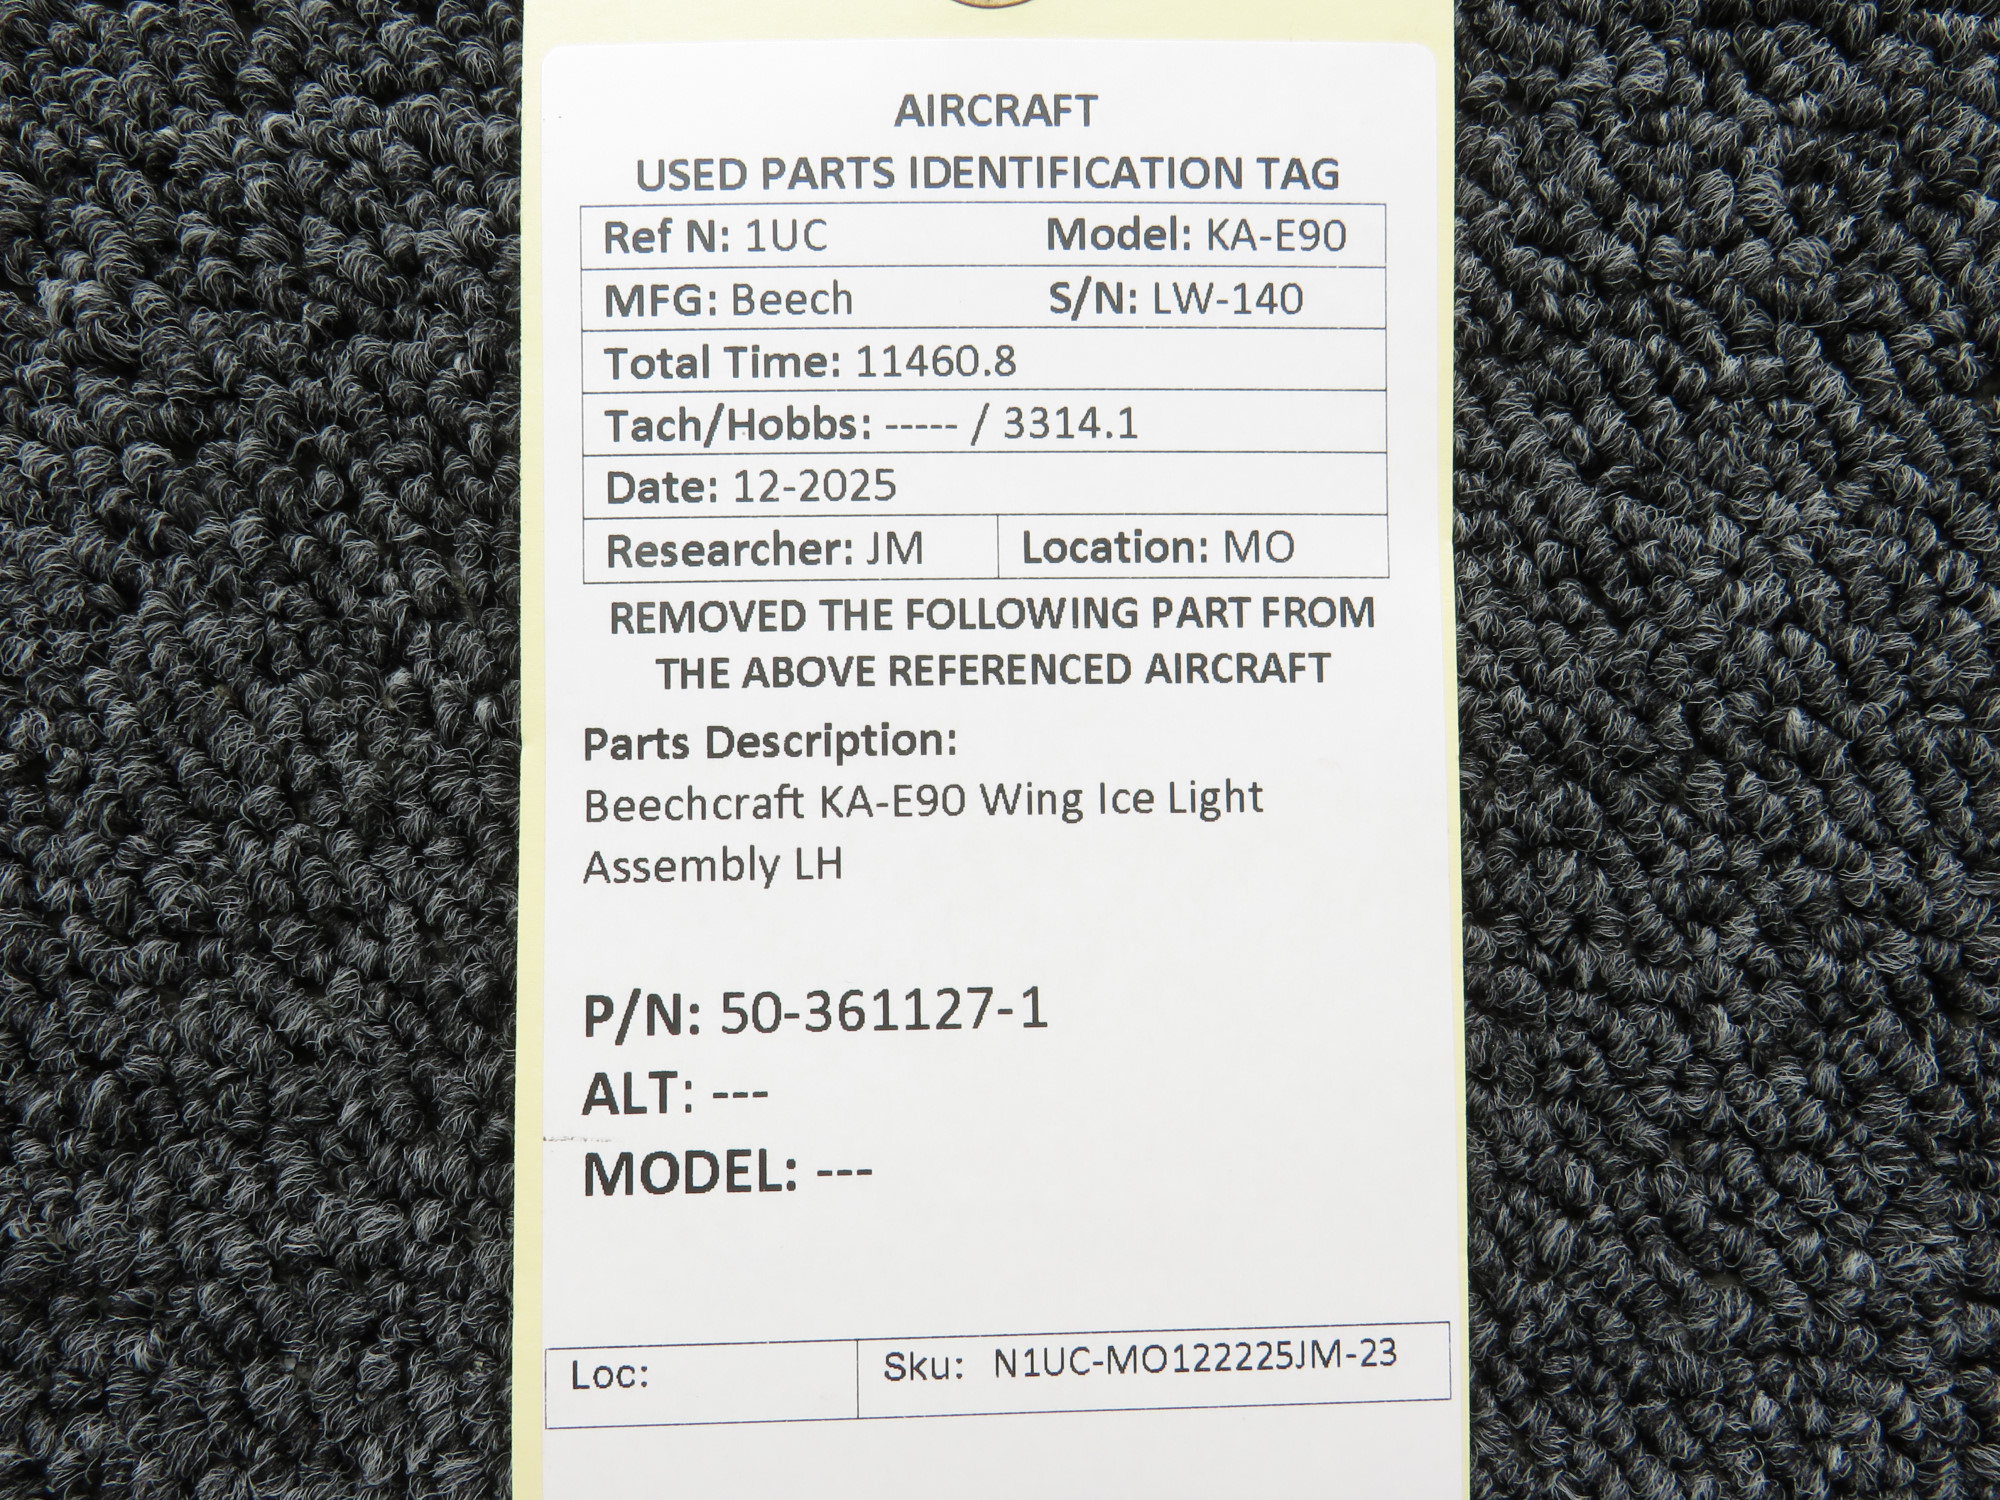 AIRCRAFT
USED PARTS IDENTIFICATION TAG
Ref N: 1UC Model: KA-E90
MFG: Beech S/N: LW-140
Total Time: 11460.8
Tach/Hobbs: ----- / 3314.1
Date: 12-2025
Researcher: JM Location: MO
REMOVED THE FOLLOWING PART FROM
THE ABOVE REFERENCED AIRCRAFT
Parts Description:
Beechcraft KA-E90 Wing Ice Light
Assembly LH
P/N: 50-361127-1
ALT: ---
MODEL: ---
Loc: Sku: N1UC-MO122225JM-23